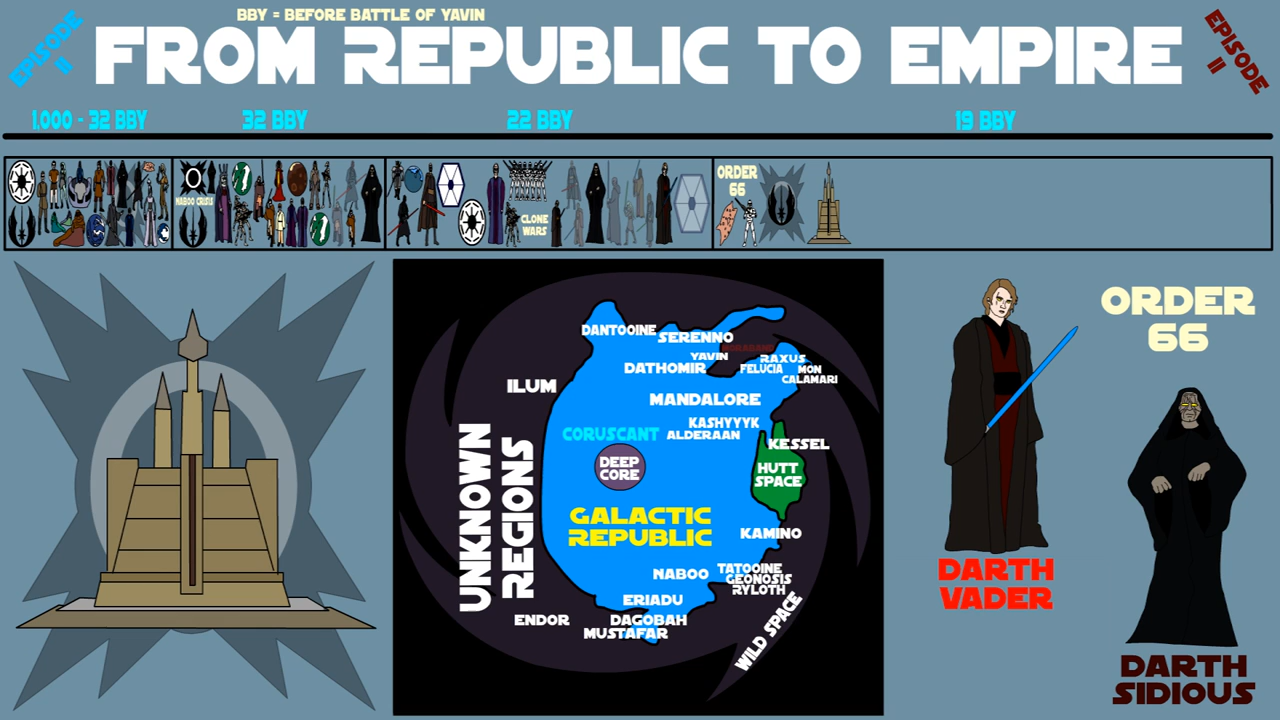 BBY = BEFORE BATTLE OF YAVIN
EPISODE
II
FROM REPUBLIC TO EMPIRE
EPISODE
II
1,000 - 32 BBY
32 BBY
22 BBY
19 BBY
NABOO CRISIS
CLONE
WARS
ORDER
66
DANTOOINE
SERENNO
YAVIN
DATHOMIR
RAXUS
FELUCIA
MON
CALAMARI
ILUM
MANDALORE
KASHYYYK
CORUSCANT
ALDERAAN
KESSEL
DEEP
CORE
HUTT
SPACE
UNKNOWN
REGIONS
GALACTIC
REPUBLIC
KAMINO
NABOO
TATOOINE
GEONOSIS
RYLOTH
ERIADU
ENDOR
DAGOBAH
MUSTAFAR
WILD SPACE
ORDER
66
DARTH
VADER
DARTH
SIDIOUS